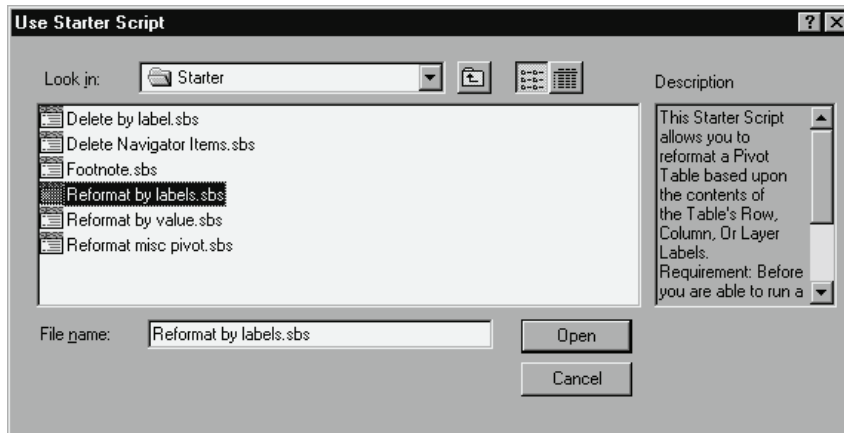 Use Starter Script
Look in: Starter
Delete by label.sbs
Delete Navigator Items.sbs
Footnote.sbs
Reformat by labels.sbs
Reformat by value.sbs
Reformat misc pivot.sbs
File name: Reformat by labels.sbs
Open
Cancel
Description
This Starter Script
allows you to
reformat a Pivot
Table based upon
the contents of
the Table's Row,
Column, Or Layer
Labels.
Requirement: Before
you are able to run a